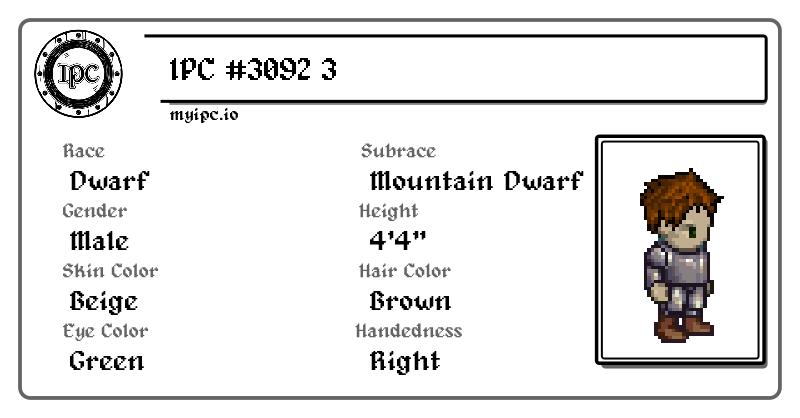 IPC
IPC #3092 3
myipc.io
Race
Dwarf
Subrace
Mountain Dwarf
Gender
Male
Height
4'4"
Skin Color
Beige
Hair Color
Brown
Eye Color
Green
Handedness
Right